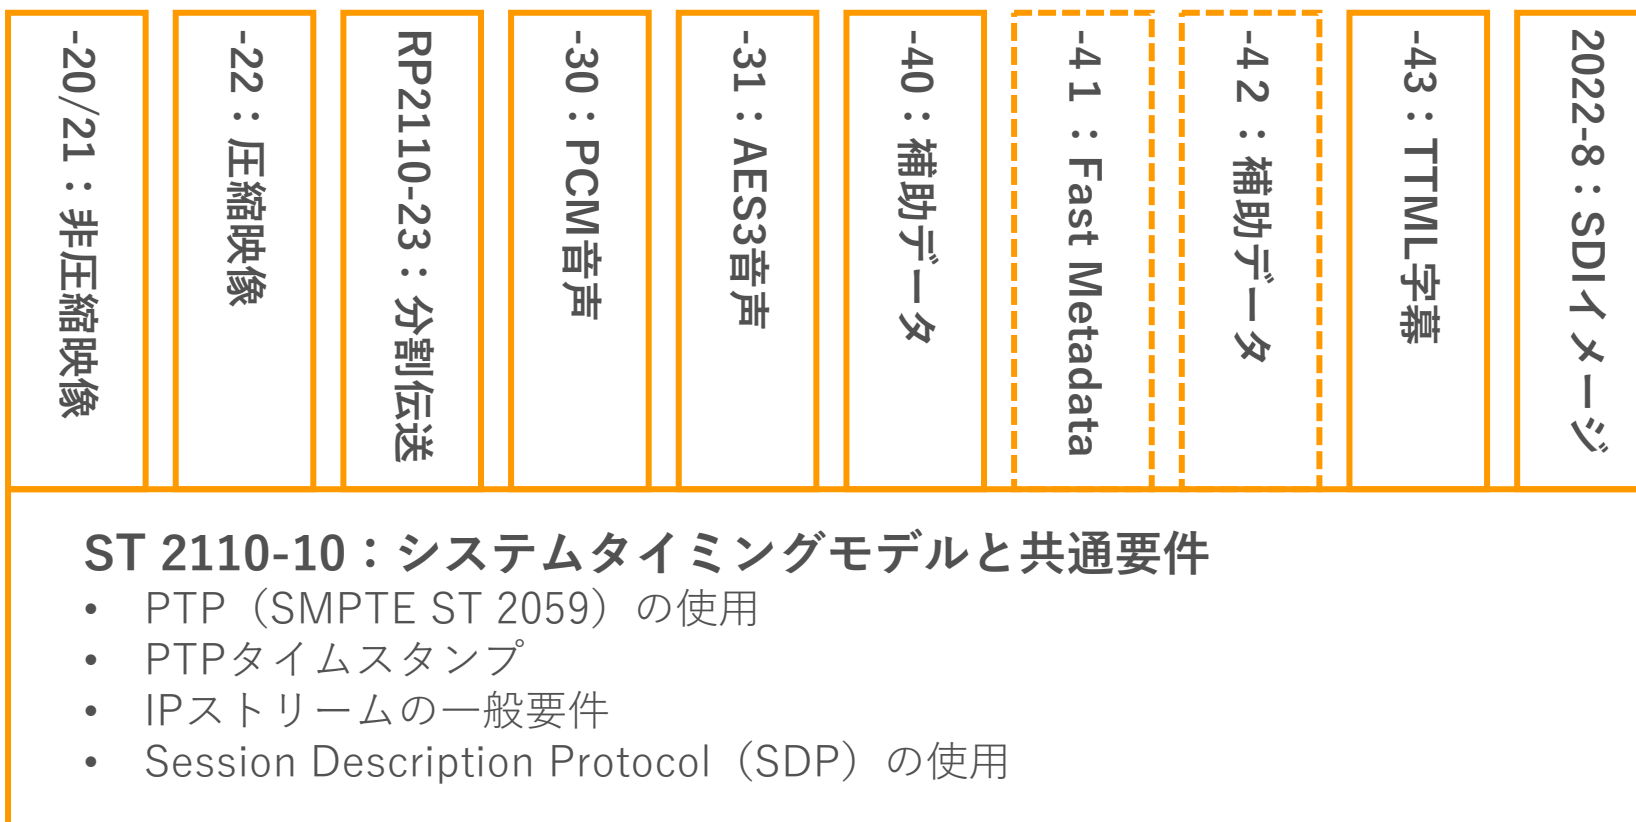 -20/21：非圧縮映像
-22：圧縮映像
RP2110-23：分割伝送
-30：PCM音声
-31：AES3音声
-40：補助データ
-４１：Fast Metadata
-４２：補助データ
-43：TTML字幕
2022-8：SDIイメージ
ST 2110-10：システムタイミングモデルと共通要件
• PTP（SMPTE ST 2059）の使用
• PTPタイムスタンプ
• IPストリームの一般要件
• Session Description Protocol（SDP）の使用